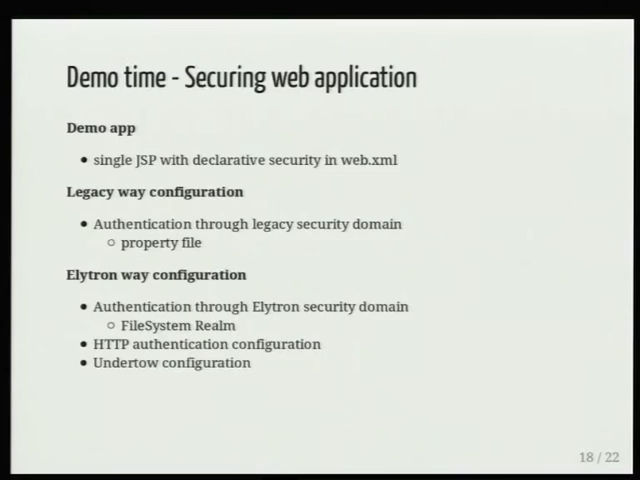 Demo time - Securing web application
Demo app
• single JSP with declarative security in web.xml
Legacy way configuration
• Authentication through legacy security domain
○ property file
Elytron way configuration
• Authentication through Elytron security domain
○ FileSystem Realm
• HTTP authentication configuration
• Undertow configuration
18 / 22